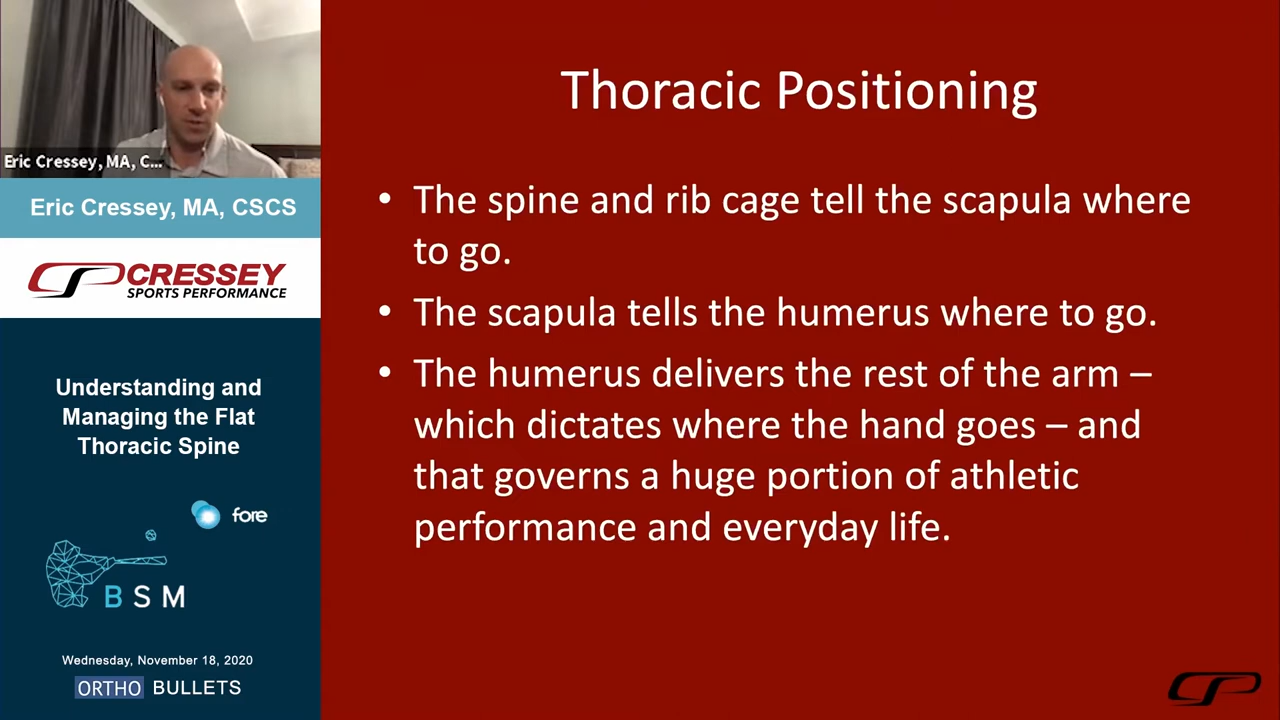 Eric Cressey, MA, C...
Eric Cressey, MA, CSCS
CRESSEY
SPORTS PERFORMANCE
Understanding and
Managing the Flat
Thoracic Spine
fore
BSM
Wednesday, November 18, 2020
ORTHO BULLETS
Thoracic Positioning
• The spine and rib cage tell the scapula where
to go.
• The scapula tells the humerus where to go.
• The humerus delivers the rest of the arm –
which dictates where the hand goes – and
that governs a huge portion of athletic
performance and everyday life.
CP